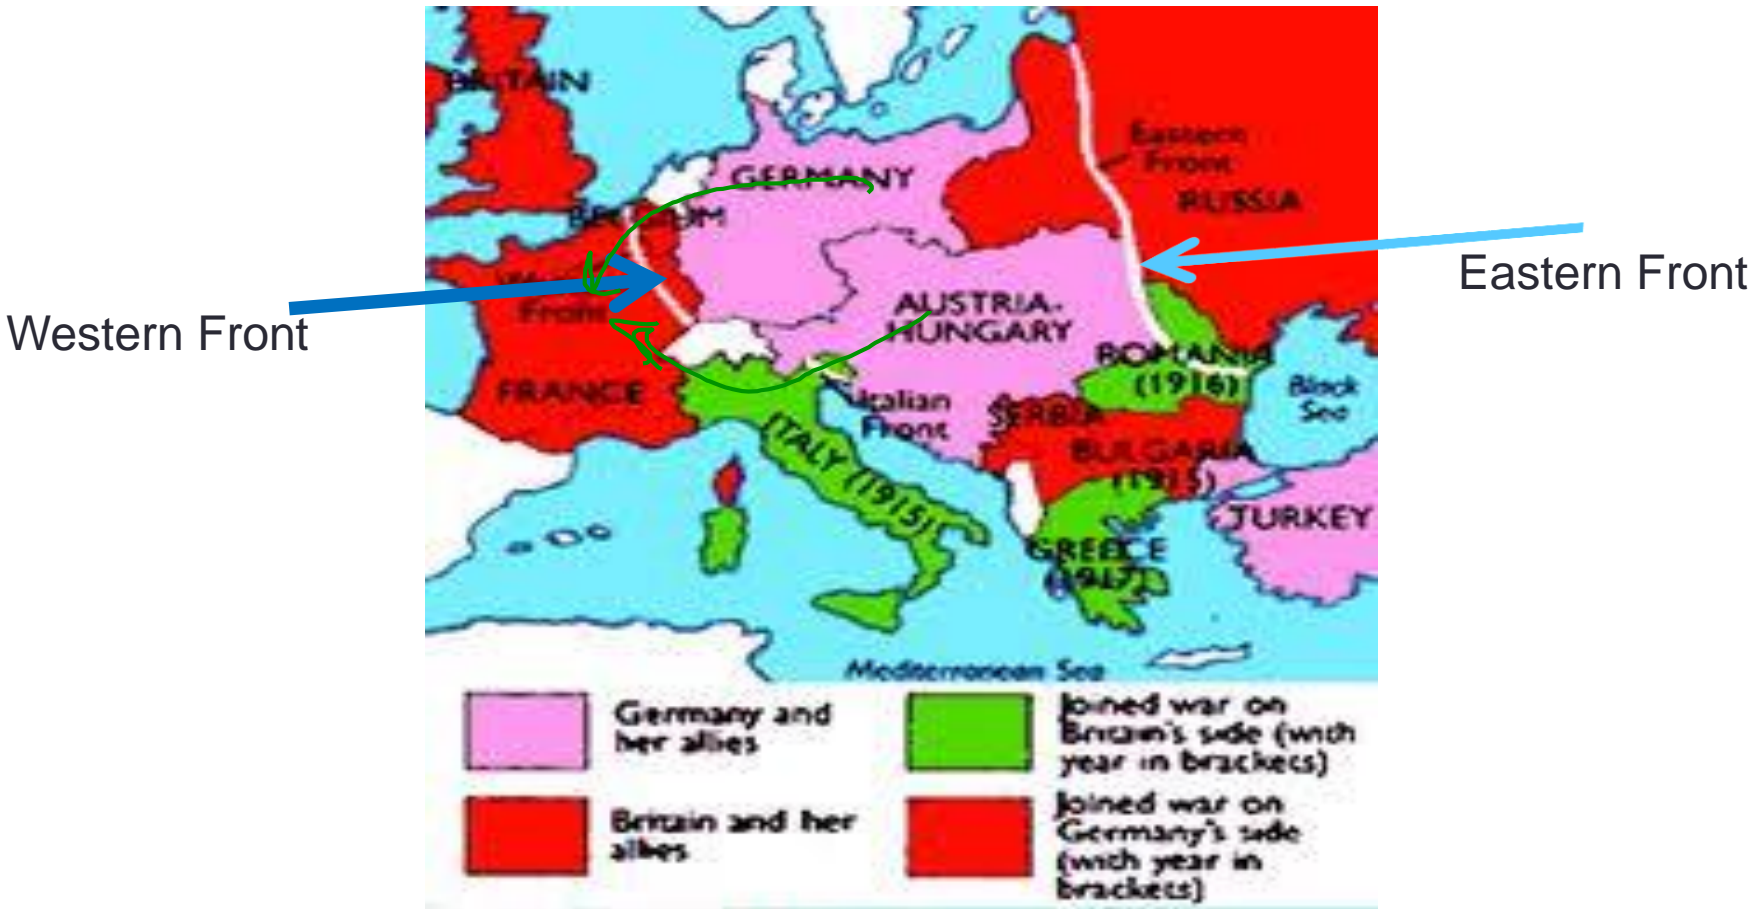 BRITAIN
Eastern
Front
GERMANY
RUSSIA
BELGIUM
Eastern Front
Western Front
Front
AUSTRIA-
HUNGARY
ROMANIA
(1916)
FRANCE
Black
Sea
Italian
Front
SERBIA
BULGARIA
(1915)
ITALY (1915)
TURKEY
GREECE
(1917)
Mediterranean Sea
Germany and
her allies
Joined war on
Britain's side (with
year in brackets)
Britain and her
allies
Joined war on
Germany's side
(with year in
brackets)